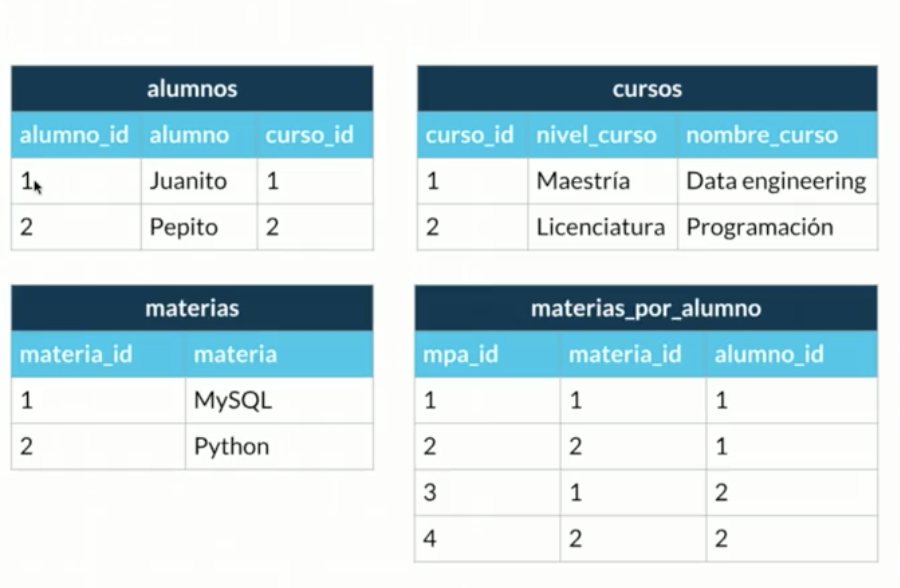 alumnos
alumno_id alumno curso_id
1 Juanito 1
2 Pepito 2
cursos
curso_id nivel_curso nombre_curso
1 Maestría Data engineering
2 Licenciatura Programación
materias
materia_id materia
1 MySQL
2 Python
materias_por_alumno
mpa_id materia_id alumno_id
1 1 1
2 2 1
3 1 2
4 2 2